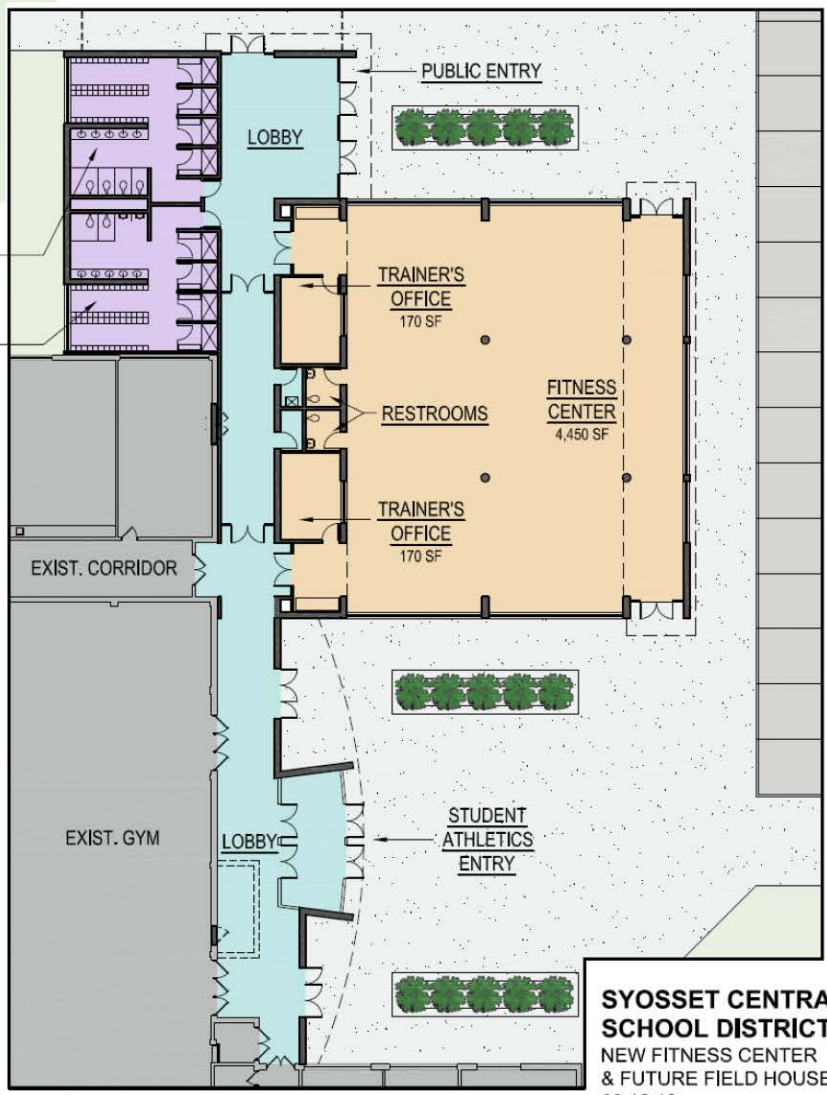 PUBLIC ENTRY
LOBBY
TRAINER'S
OFFICE
170 SF
FITNESS
CENTER
4,450 SF
RESTROOMS
TRAINER'S
OFFICE
170 SF
EXIST. CORRIDOR
EXIST. GYM
LOBBY
STUDENT
ATHLETICS
ENTRY
SYOSSET CENTRA
SCHOOL DISTRICT
NEW FITNESS CENTER
& FUTURE FIELD HOUSE